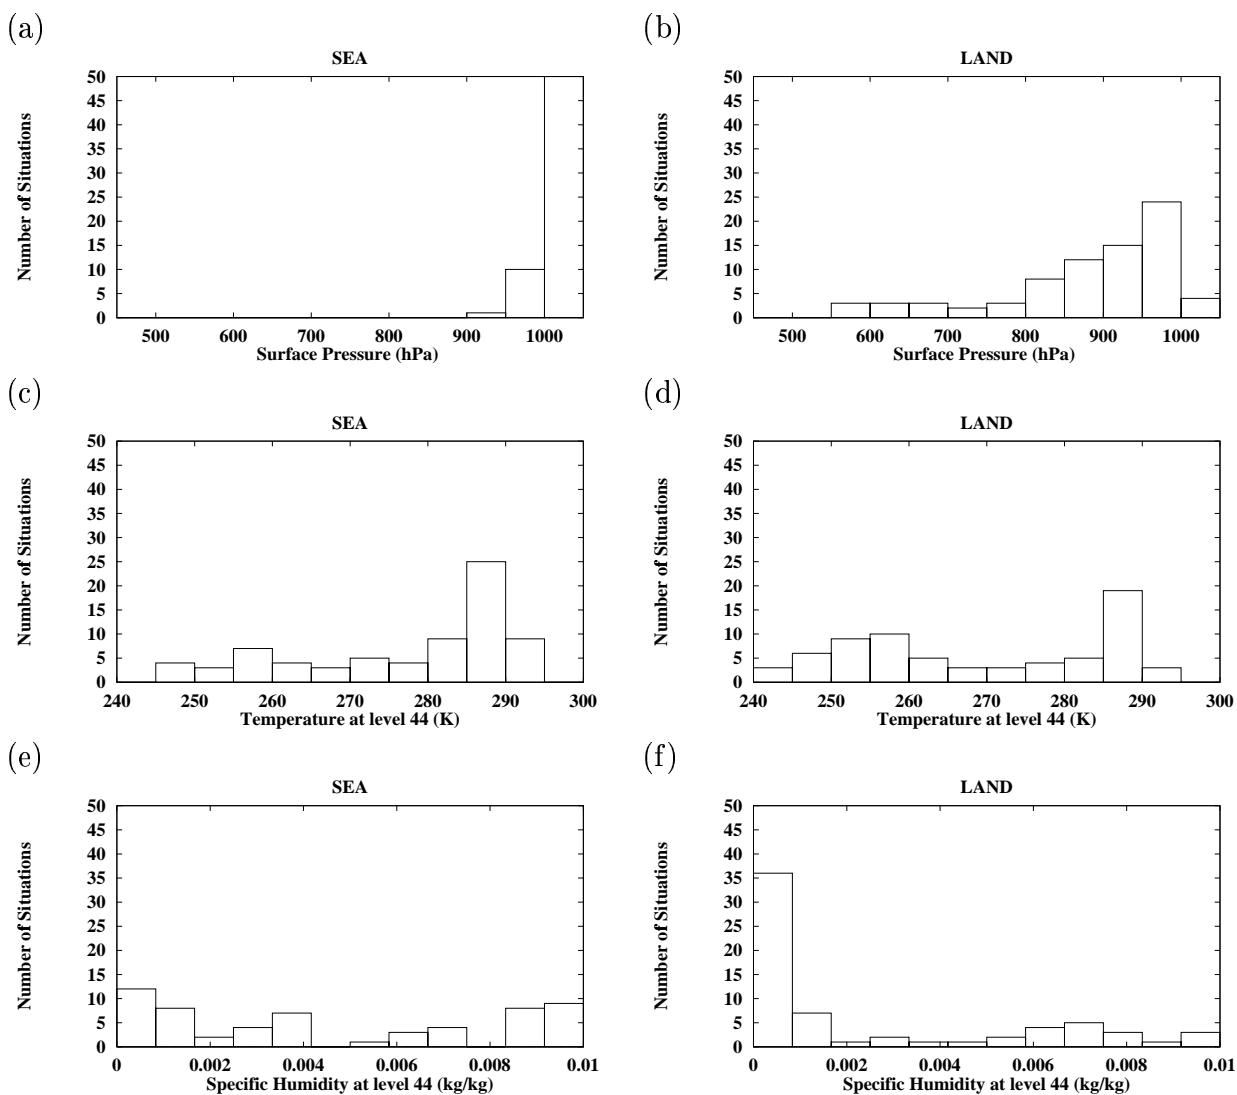 (a)
SEA
50
45
40
35
30
25
20
15
10
5
0
Number of Situations
500 600 700 800 900 1000
Surface Pressure (hPa)
(b)
LAND
50
45
40
35
30
25
20
15
10
5
0
Number of Situations
500 600 700 800 900 1000
Surface Pressure (hPa)
(c)
SEA
50
45
40
35
30
25
20
15
10
5
0
Number of Situations
240 250 260 270 280 290 300
Temperature at level 44 (K)
(d)
LAND
50
45
40
35
30
25
20
15
10
5
0
Number of Situations
240 250 260 270 280 290 300
Temperature at level 44 (K)
(e)
SEA
50
45
40
35
30
25
20
15
10
5
0
Number of Situations
0 0.002 0.004 0.006 0.008 0.01
Specific Humidity at level 44 (kg/kg)
(f)
LAND
50
45
40
35
30
25
20
15
10
5
0
Number of Situations
0 0.002 0.004 0.006 0.008 0.01
Specific Humidity at level 44 (kg/kg)